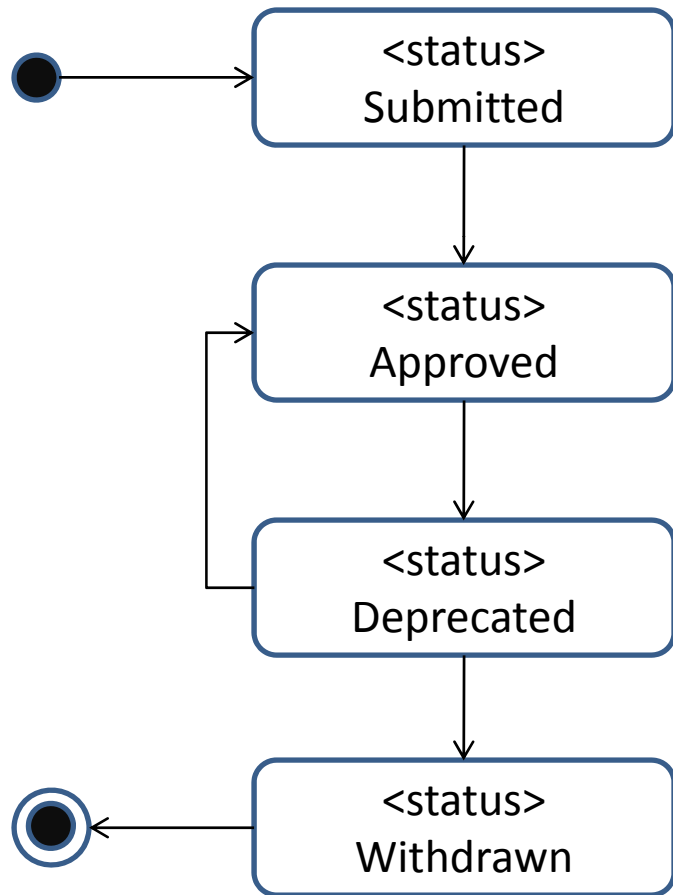 <status>
Submitted
<status>
Approved
<status>
Deprecated
<status>
Withdrawn